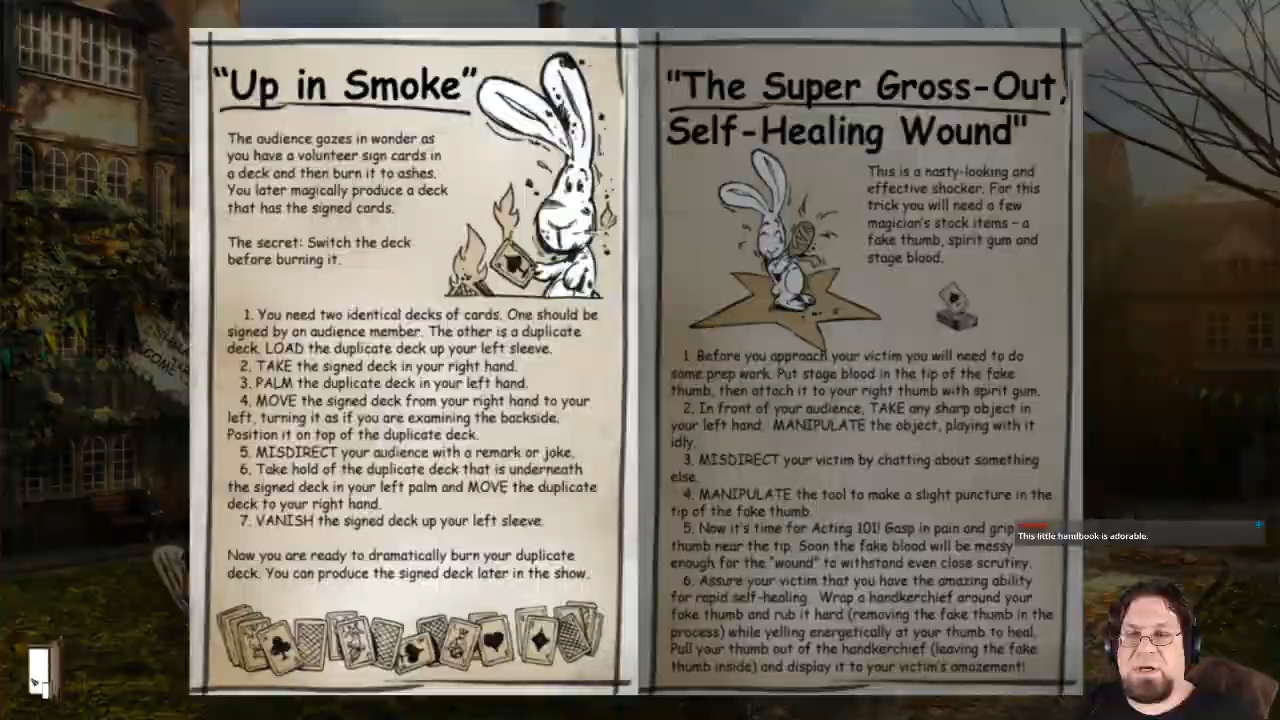 "Up in Smoke"
The audience gazes in wonder as
you have a volunteer sign cards in
a deck and then burn it to ashes.
You later magically produce a deck
that has the signed cards.
The secret: Switch the deck
before burning it.
1. You need two identical decks of cards. One should be
signed by an audience member. The other is a duplicate
deck. LOAD the duplicate deck up your left sleeve.
2. TAKE the signed deck in your right hand.
3. PALM the duplicate deck in your left hand.
4. MOVE the signed deck from your right hand to your
left, turning it as if you are examining the backside.
Position it on top of the duplicate deck.
5. MISDIRECT your audience with a remark or joke.
6. Take hold of the duplicate deck that is underneath
the signed deck in your left palm and MOVE the duplicate
deck to your right hand.
7. VANISH the signed deck up your left sleeve.
Now you are ready to dramatically burn your duplicate
deck. You can produce the signed deck later in the show.
"The Super Gross-Out,
Self-Healing Wound"
This is a nasty-looking and
effective shocker. For this
trick you will need a few
magician's stock items – a
fake thumb, spirit gum and
stage blood.
1. Before you approach your victim you will need to do
some prep work. Put stage blood in the tip of the fake
thumb, then attach it to your right thumb with spirit gum.
2. In front of your audience, TAKE any sharp object in
your left hand. MANIPULATE the object, playing with it
idly.
3. MISDIRECT your victim by chatting about something
else.
4. MANIPULATE the tool to make a slight puncture in the
tip of the fake thumb.
5. Now it's time for Acting 101! Gasp in pain and grip
thumb near the tip. Soon the fake blood will be messy
enough for the "wound" to withstand even close scrutiny.
6. Assure your victim that you have the amazing ability
for rapid self-healing. Wrap a handkerchief around your
fake thumb and rub it hard (removing the fake thumb in the
process) while yelling energetically at your thumb to heal.
Pull your thumb out of the handkerchief (leaving the fake
thumb inside) and display it to your victim's amazement!
This little handbook is adorable.